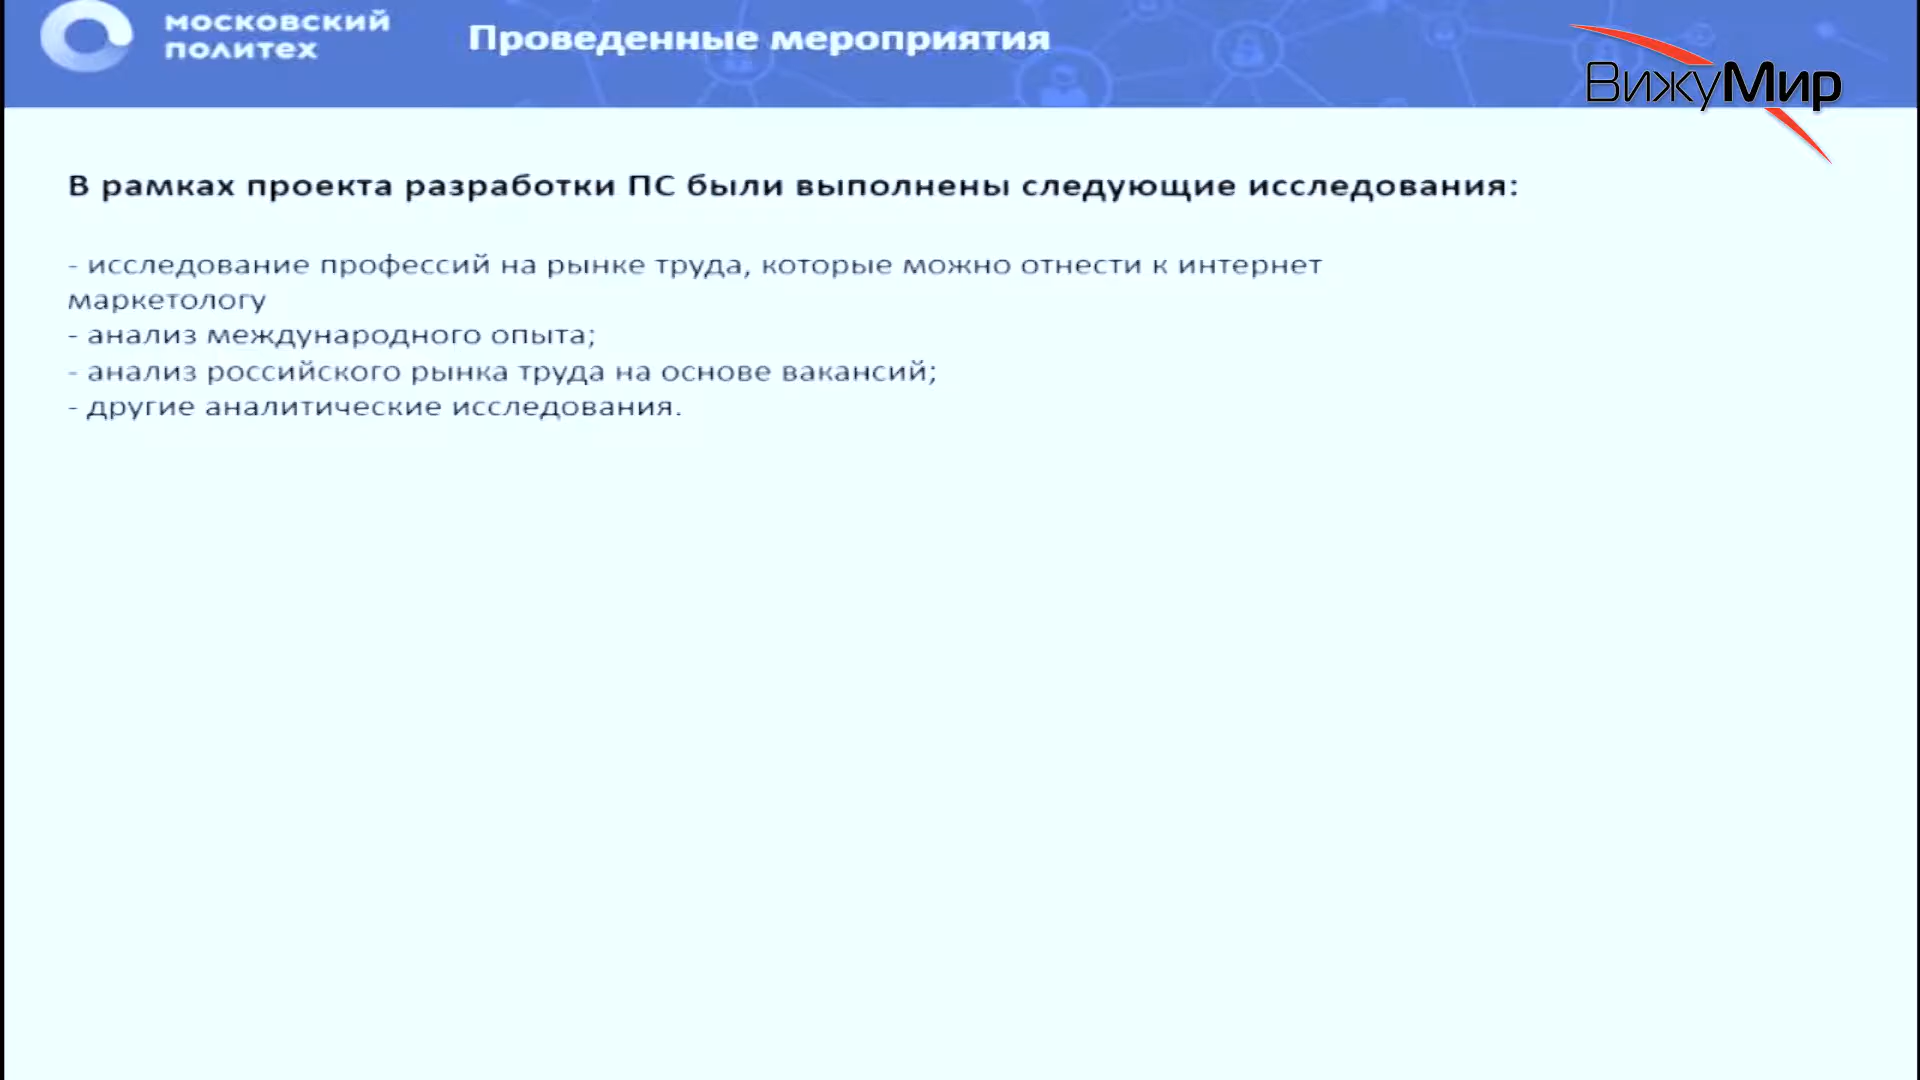 московский
политех
Проведенные мероприятия
ВижуМир
В рамках проекта разработки ПС были выполнены следующие исследования:
- исследование профессий на рынке труда, которые можно отнести к интернет
маркетологу
- анализ международного опыта;
- анализ российского рынка труда на основе вакансий;
- другие аналитические исследования.